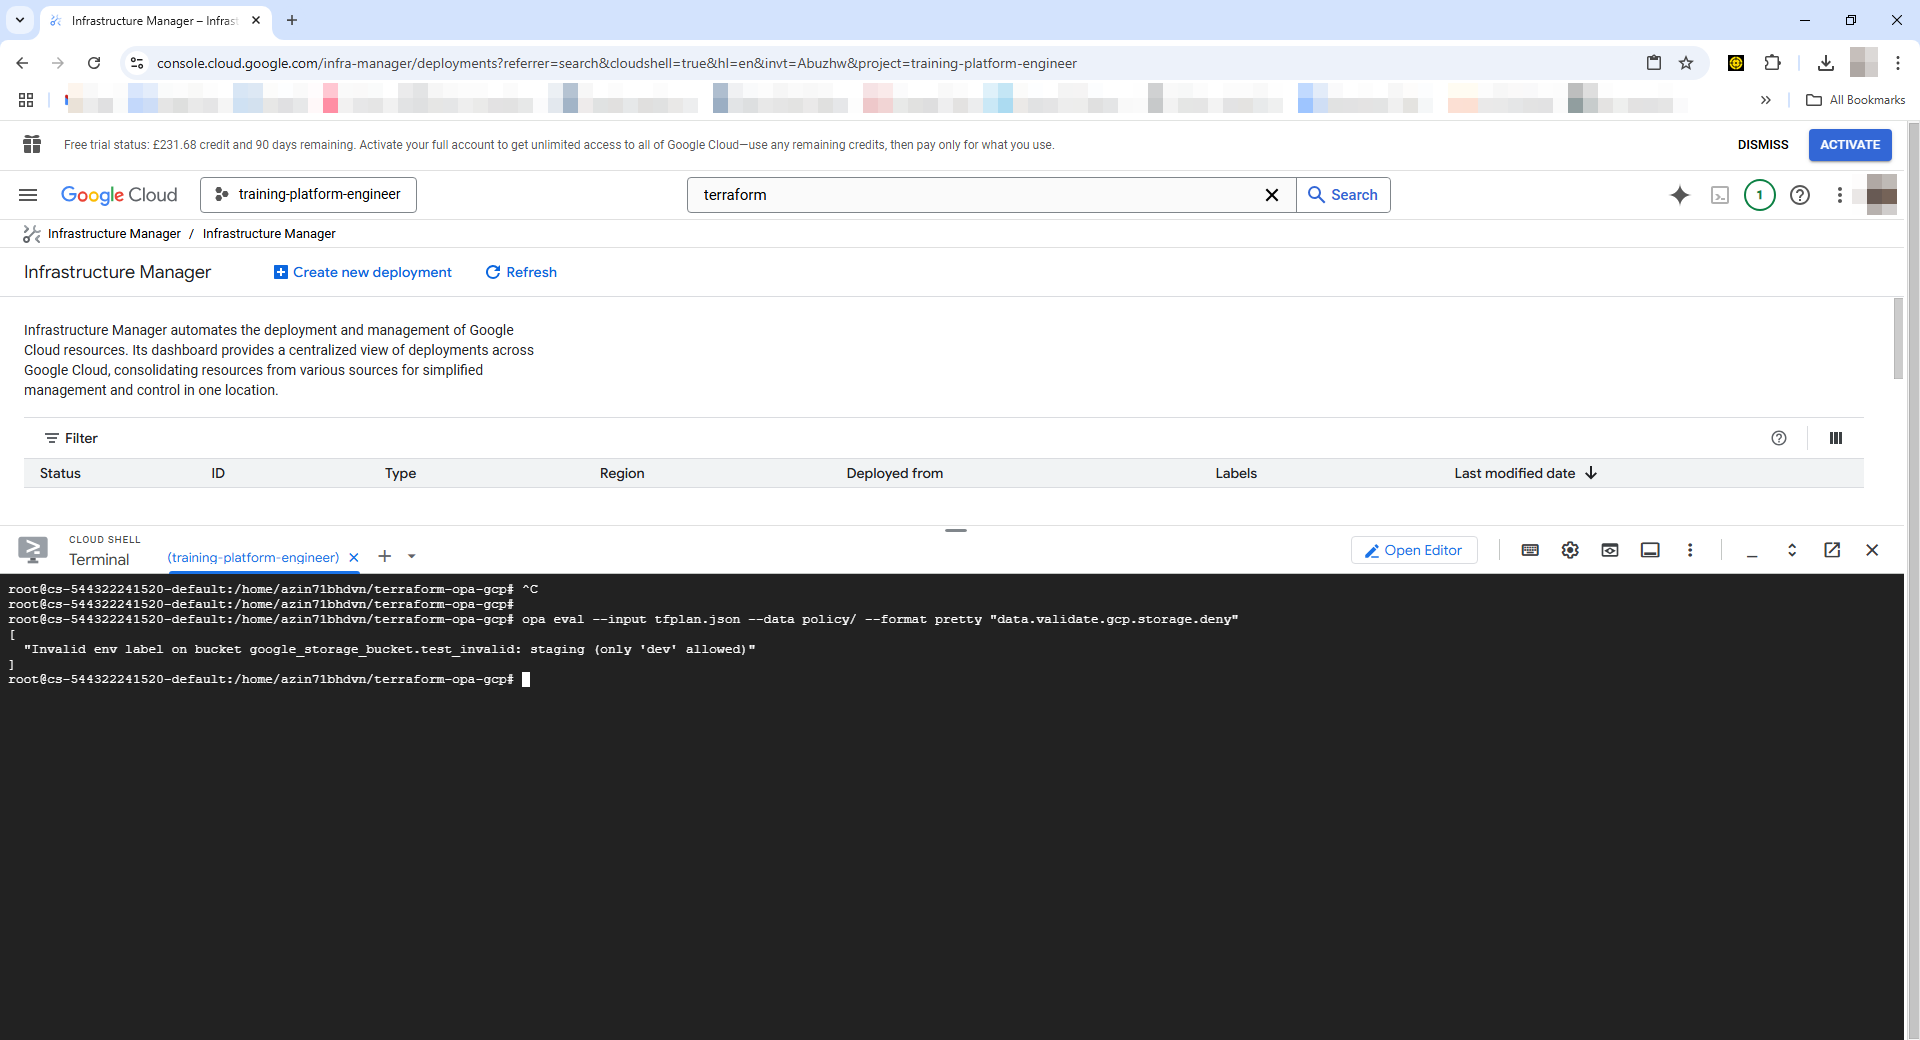 Infrastructure Manager – Infras
console.cloud.google.com/infra-manager/deployments?referrer=search&cloudshell=true&hl=en&invt=Abuzhw&project=training-platform-engineer
All Bookmarks
Free trial status: £231.68 credit and 90 days remaining. Activate your full account to get unlimited access to all of Google Cloud—use any remaining credits, then pay only for what you use.
DISMISS
ACTIVATE
Google Cloud
training-platform-engineer
terraform
Search
1
Infrastructure Manager / Infrastructure Manager
Infrastructure Manager
Create new deployment
Refresh
Infrastructure Manager automates the deployment and management of Google
Cloud resources. Its dashboard provides a centralized view of deployments across
Google Cloud, consolidating resources from various sources for simplified
management and control in one location.
Filter
Status ID Type Region Deployed from Labels Last modified date
CLOUD SHELL
Terminal
(training-platform-engineer)
Open Editor
root@cs-544322241520-default:/home/azin71bhdvn/terraform-opa-gcp# ^C
root@cs-544322241520-default:/home/azin71bhdvn/terraform-opa-gcp#
root@cs-544322241520-default:/home/azin71bhdvn/terraform-opa-gcp# opa eval --input tfplan.json --data policy/ --format pretty "data.validate.gcp.storage.deny"
[
"Invalid env label on bucket google_storage_bucket.test_invalid: staging (only 'dev' allowed)"
]
root@cs-544322241520-default:/home/azin71bhdvn/terraform-opa-gcp#